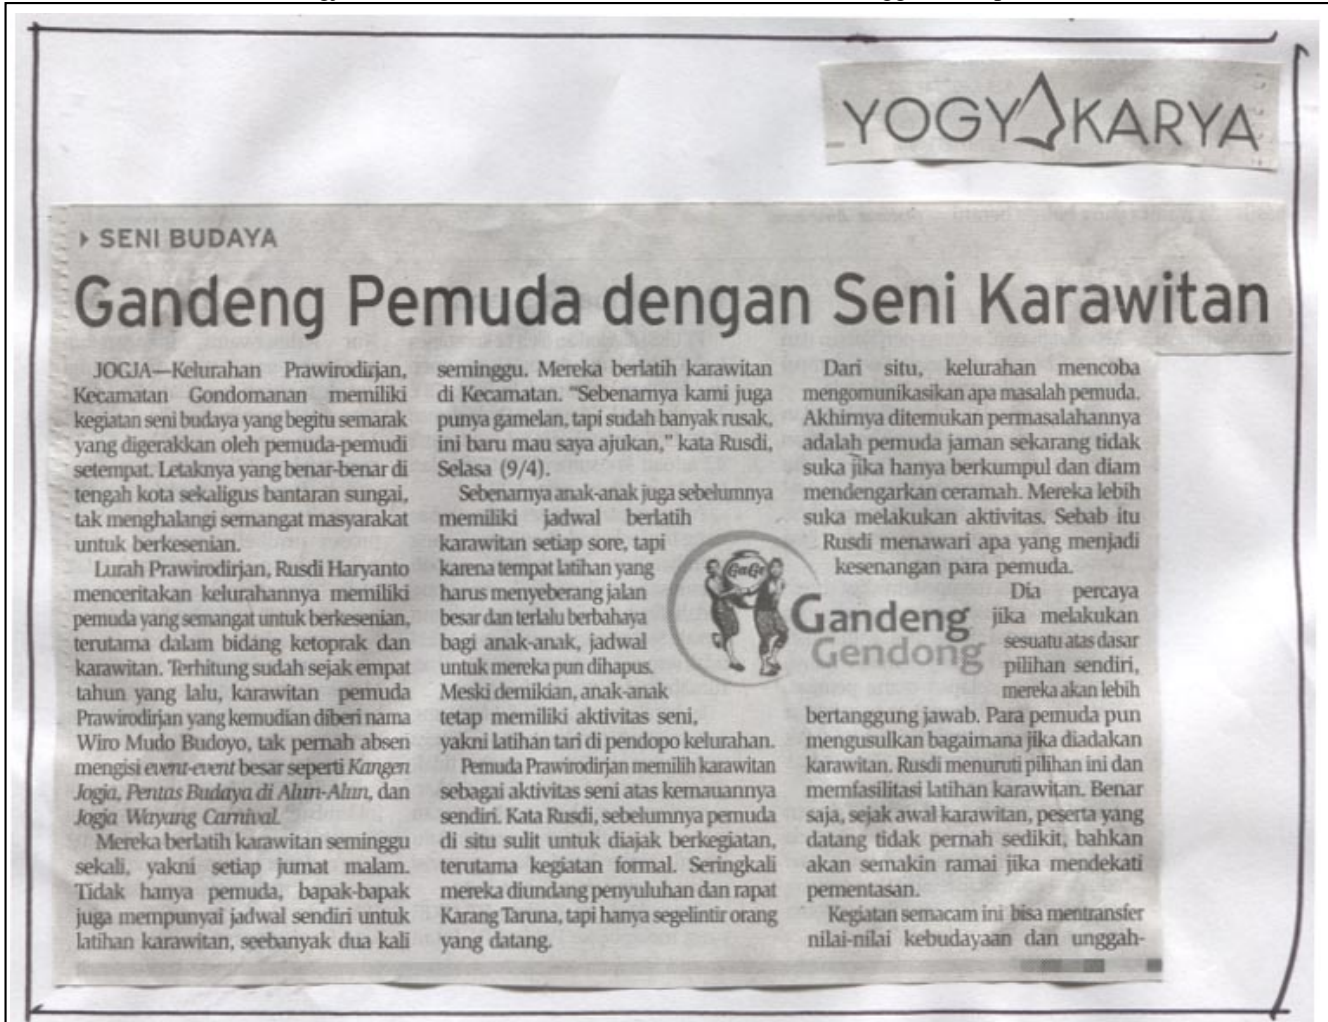 YOGYAKARYA
SENI BUDAYA
Gandeng Pemuda dengan Seni Karawitan
JOGJA—Kelurahan Prawirodirjan,
Kecamatan Gondomanan memiliki
kegiatan seni budaya yang begitu semarak
yang digerakkan oleh pemuda-pemudi
setempat. Letaknya yang benar-benar di
tengah kota sekaligus bantaran sungai,
tak menghalangi semangat masyarakat
untuk berkesenian.
Lurah Prawirodirjan, Rusdi Haryanto
menceritakan kelurahannya memiliki
pemuda yang semangat untuk berkesenian,
terutama dalam bidang ketoprak dan
karawitan. Terhitung sudah sejak empat
tahun yang lalu, karawitan pemuda
Prawirodirjan yang kemudian diberi nama
Wiro Mudo Budoyo, tak pernah absen
mengisi event-event besar seperti Kangen
Jogja, Pentas Budaya di Alun-Alun, dan
Jogja Wayang Carnival.
Mereka berlatih karawitan seminggu
sekali, yakni setiap jumat malam.
Tidak hanya pemuda, bapak-bapak
juga mempunyai jadwal sendiri untuk
latihan karawitan, seebanyak dua kali
seminggu. Mereka berlatih karawitan
di Kecamatan. "Sebenarnya kami juga
punya gamelan, tapi sudah banyak rusak,
ini baru mau saya ajukan," kata Rusdi,
Selasa (9/4).
Sebenarnya anak-anak juga sebelumnya
memiliki jadwal berlatih
karawitan setiap sore, tapi
karena tempat latihan yang
harus menyeberang jalan
besar dan terlalu berbahaya
bagi anak-anak, jadwal
untuk mereka pun dihapus.
Meski demikian, anak-anak
tetap memiliki aktivitas seni,
yakni latihan tari di pendopo kelurahan.
Pemuda Prawirodirjan memilih karawitan
sebagai aktivitas seni atas kemauannya
sendiri. Kata Rusdi, sebelumnya pemuda
di situ sulit untuk diajak berkegiatan,
terutama kegiatan formal. Seringkali
mereka diundang penyuluhan dan rapat
Karang Taruna, tapi hanya segelintir orang
yang datang.
GaGe
Gandeng
Gendong
Dari situ, kelurahan mencoba
mengomunikasikan apa masalah pemuda.
Akhirnya ditemukan permasalahannya
adalah pemuda jaman sekarang tidak
suka jika hanya berkumpul dan diam
mendengarkan ceramah. Mereka lebih
suka melakukan aktivitas. Sebab itu
Rusdi menawari apa yang menjadi
kesenangan para pemuda.
Dia percaya
jika melakukan
sesuatu atas dasar
pilihan sendiri,
mereka akan lebih
bertanggung jawab. Para pemuda pun
mengusulkan bagaimana jika diadakan
karawitan. Rusdi menuruti pilihan ini dan
memfasilitasi latihan karawitan. Benar
saja, sejak awal karawitan, peserta yang
datang tidak pernah sedikit, bahkan
akan semakin ramai jika mendekati
pementasan.
Kegiatan semacam ini bisa mentransfer
nilai-nilai kebudayaan dan unggah-